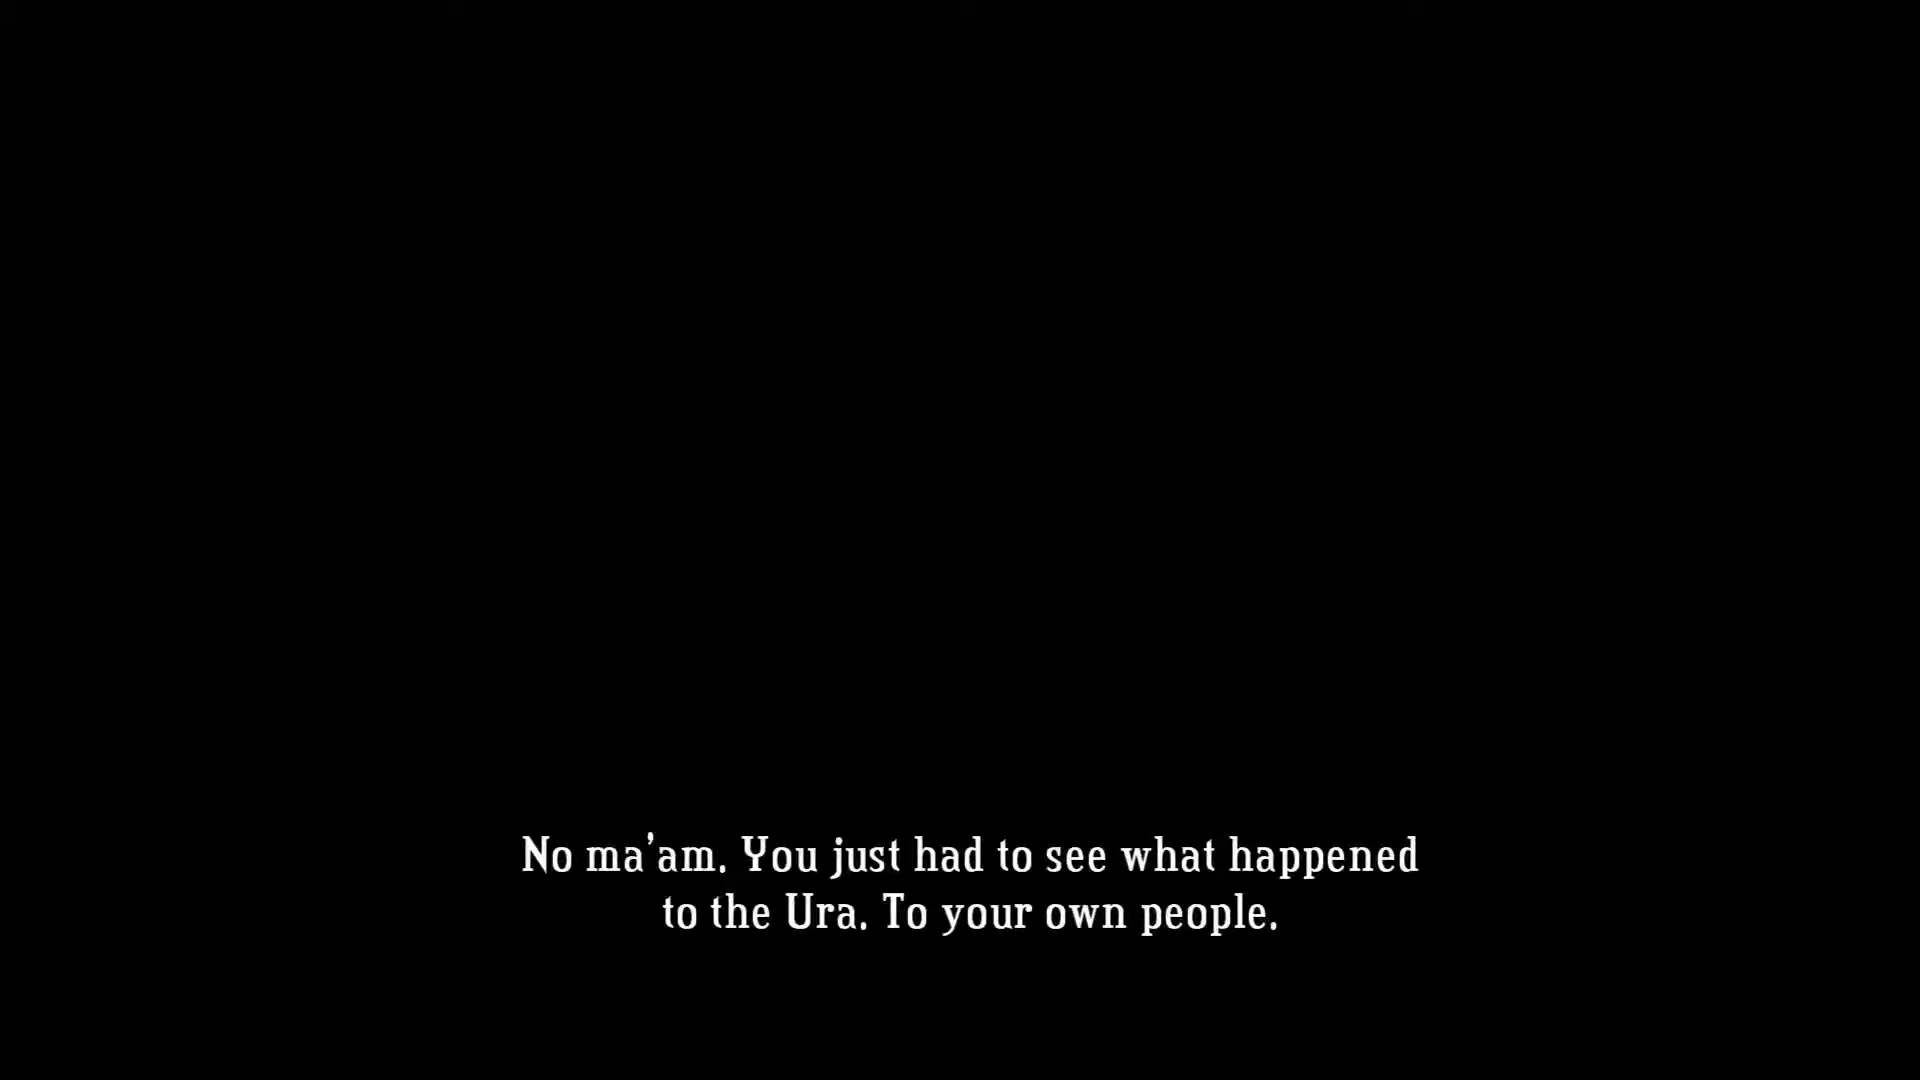 No ma’am. You just had to see what happened
to the Ura. To your own people.